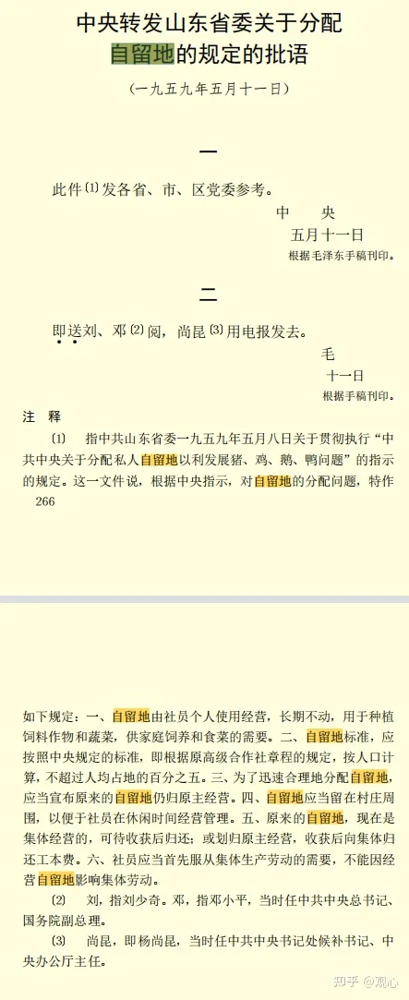 中央转发山东省委关于分配
自留地的规定的批语
（一九五九年五月十一日）
一
此件〔1〕发各省、市、区党委参考。
中　央
五月十一日
根据毛泽东手稿刊印。
二
即送刘、邓〔2〕阅，尚昆〔3〕用电报发去。
毛
十一日
根据手稿刊印。
注　释
〔1〕　指中共山东省委一九五九年五月八日关于贯彻执行“中
共中央关于分配私人自留地以利发展猪、鸡、鹅、鸭问题”的指示
的规定。这一文件说，根据中央指示，对自留地的分配问题，特作
266
如下规定：一、自留地由社员个人使用经营，长期不动，用于种植
饲料作物和蔬菜，供家庭饲养和食菜的需要。二、自留地标准，应
按照中央规定的标准，即根据原高级合作社章程的规定，按人口计
算，不超过人均占地的百分之五。三、为了迅速合理地分配自留地，
应当宣布原来的自留地仍归原主经营。四、自留地应当留在村庄周
围，以便于社员在休闲时间经营管理。五、原来的自留地，现在是
集体经营的，可待收获后归还；或划归原主经营，收获后向集体归
还工本费。六、社员应当首先服从集体生产劳动的需要，不能因经
营自留地影响集体劳动。
〔2〕　刘，指刘少奇。邓，指邓小平，当时任中共中央总书记、
国务院副总理。
〔3〕　尚昆，即杨尚昆，当时任中共中央书记处候补书记、中
央办公厅主任。
知乎 @观心